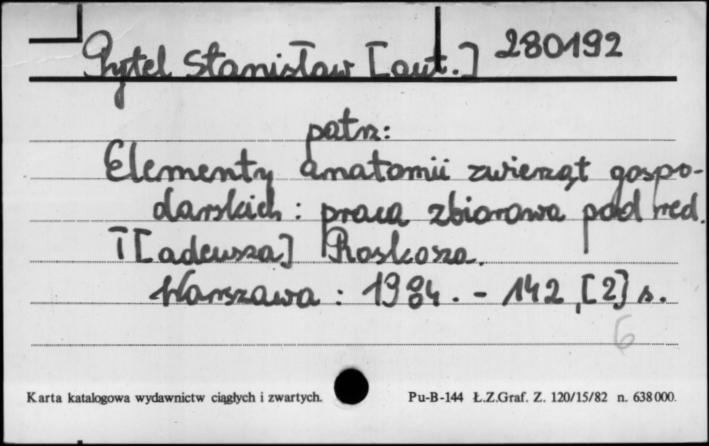 Pytel Stanisław [aut.] 280192
patrz:
Elementy anatomii zwierząt gospo-
darskich : praca zbiorowa pod red.
T[adeusza] Roskosza.
Warszawa : 1984. - 142, [2] s.
6
Karta katalogowa wydawnictw ciągłych i zwartych. Pu-B-144 Ł.Z.Graf. Z. 120/15/82 n. 638000.